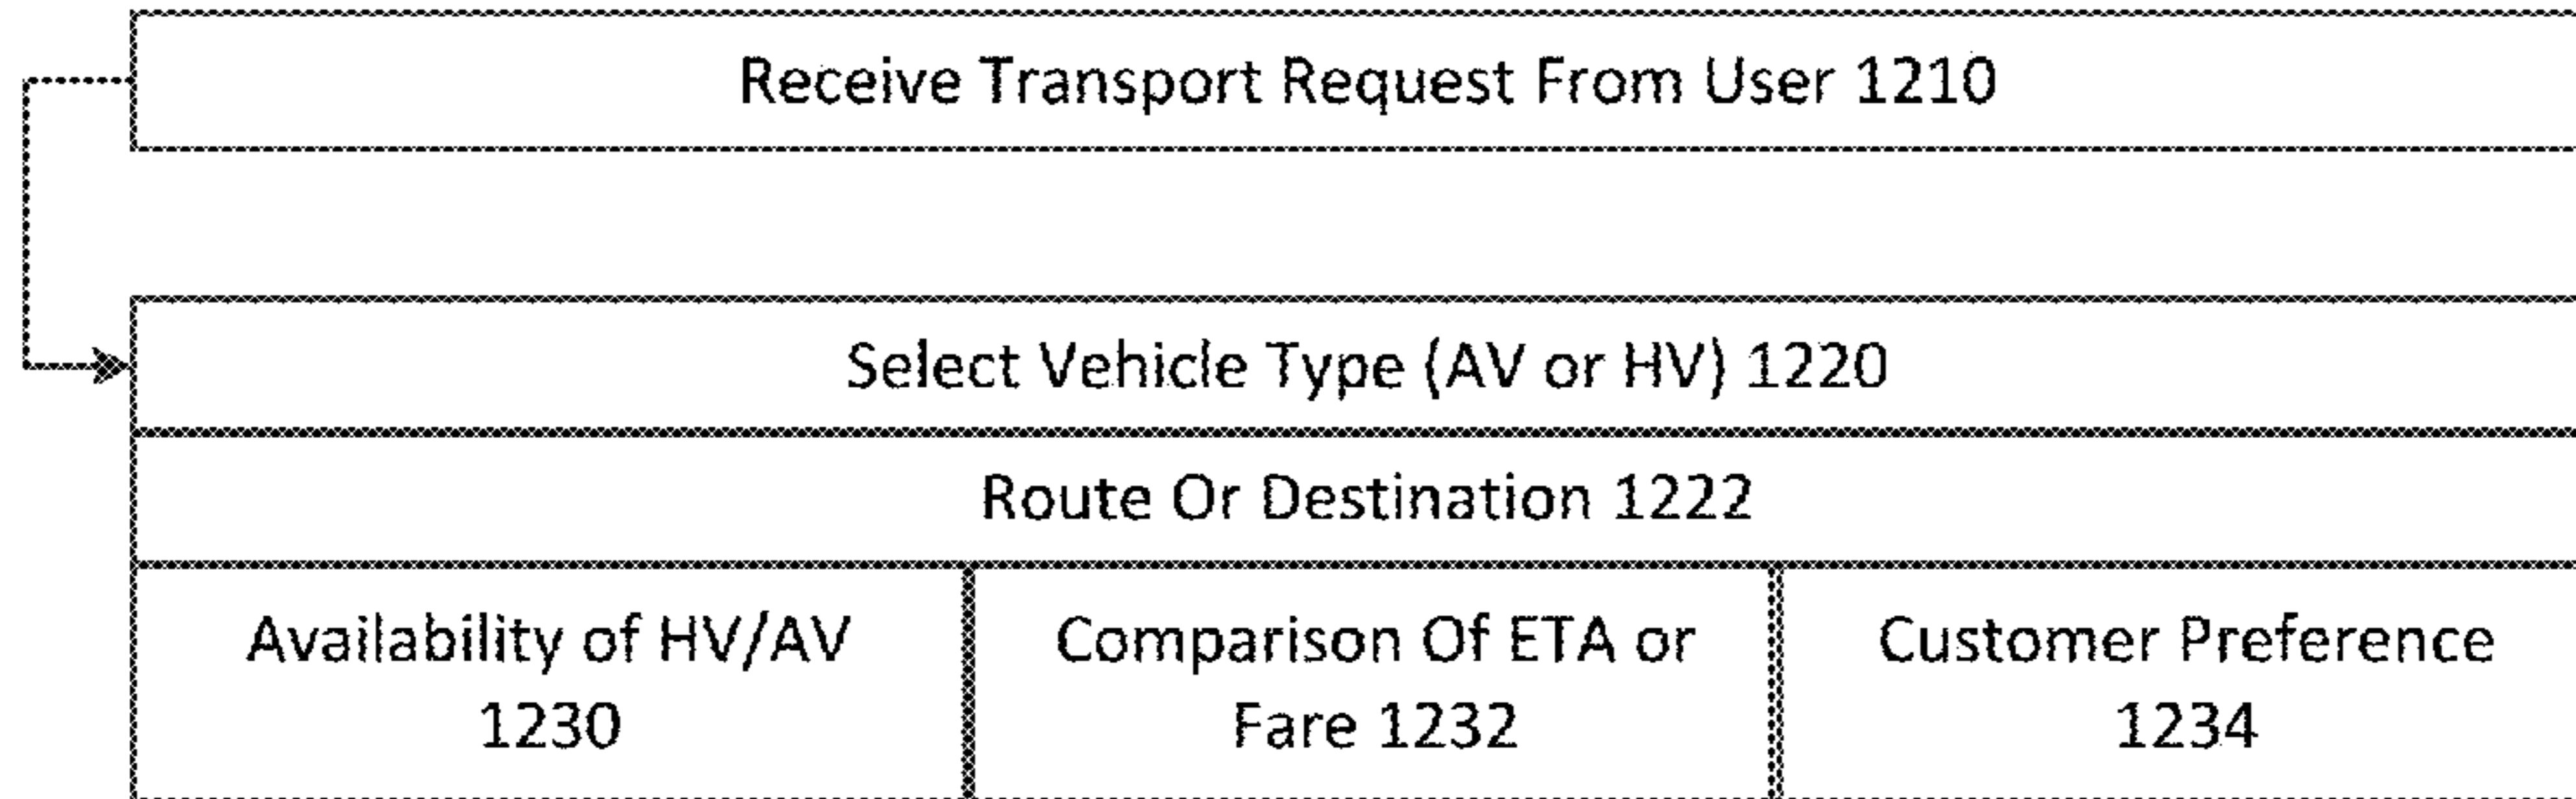 Receive Transport Request From User 1210
Select Vehicle Type (AV or HV) 1220
Route Or Destination 1222
Availability of HV/AV
1230
Comparison Of ETA or
Fare 1232
Customer Preference
1234